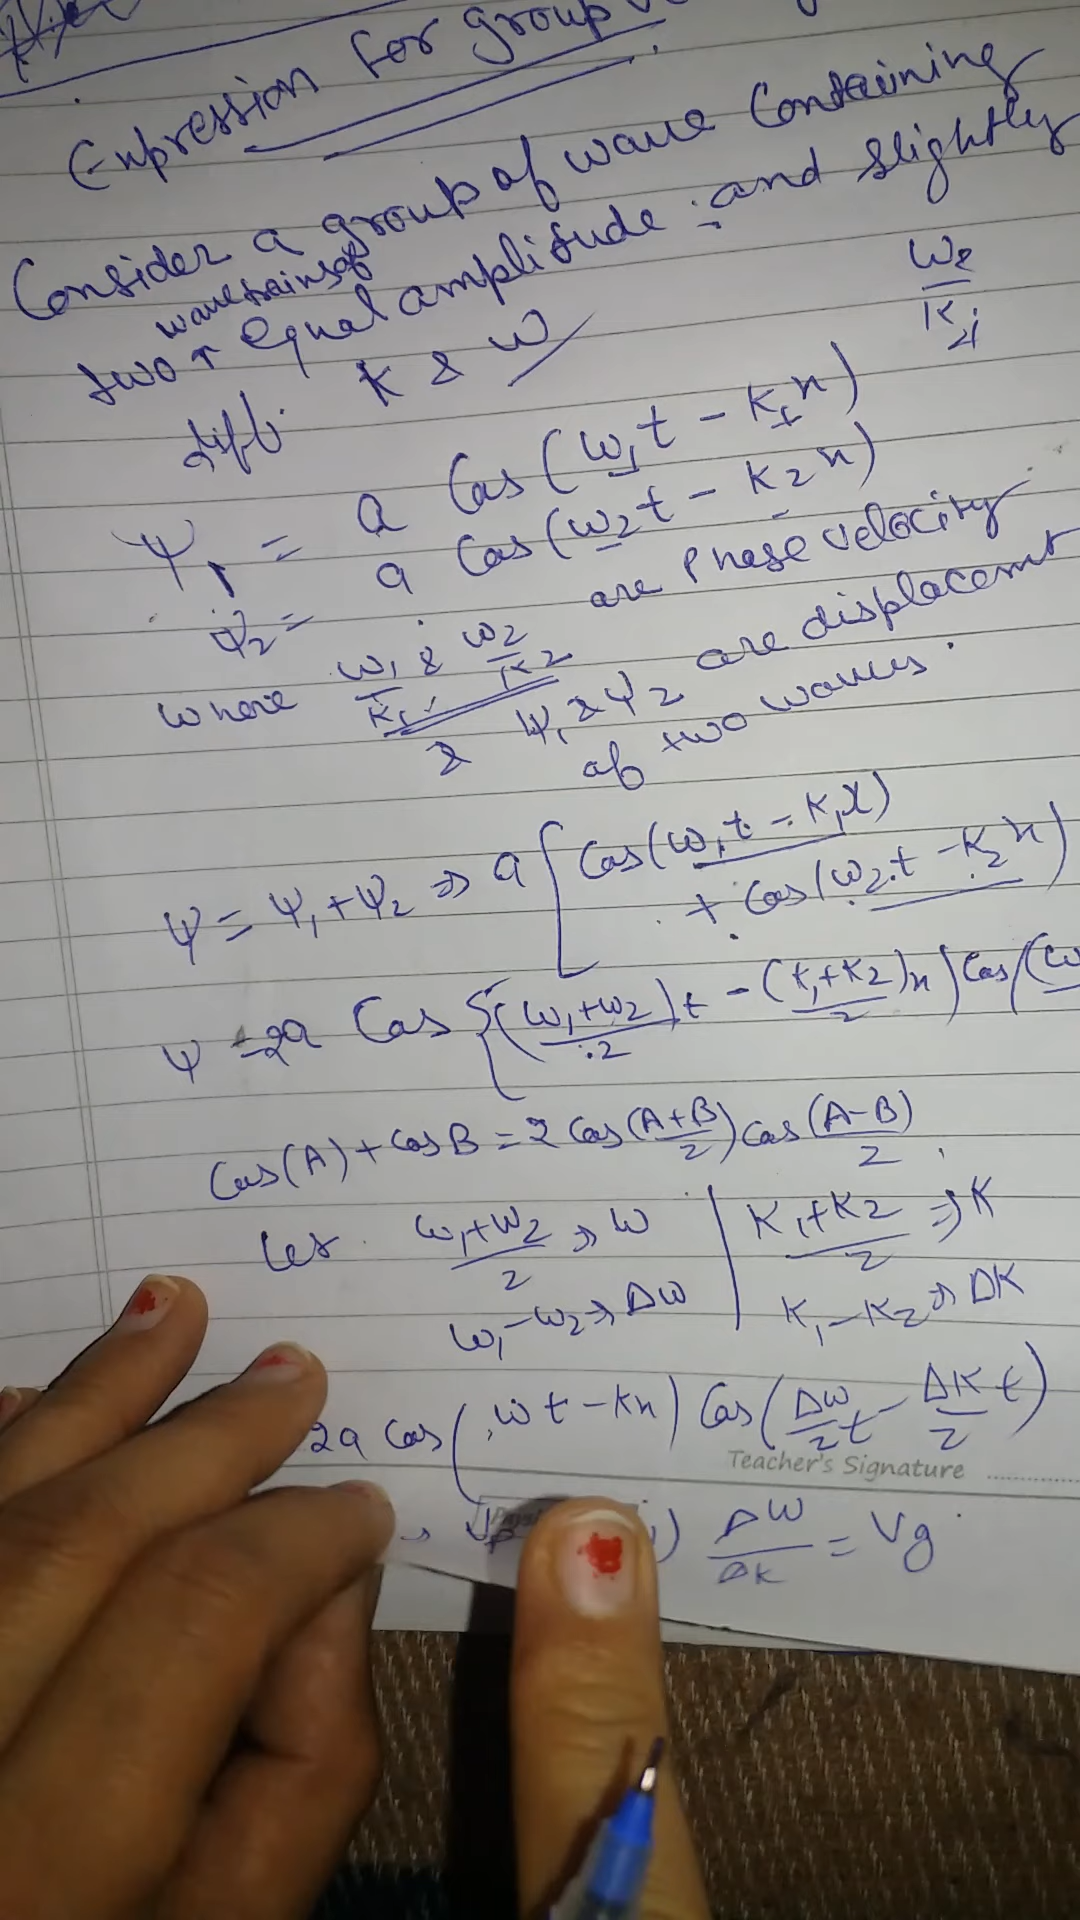 Expression for group
Consider a group of wave Containing
wave trains of
two ↑ equal amplitude and slightly
diff. K & ω
ω2/K2
ψ1 = a Cos(ω1t - K1x)
ψ2 = a Cos(ω2t - K2x)
where ω1/K1 & ω2/K2 are Phase velocity
& ψ1 & ψ2 are displacemnt
of two waves.
ψ = ψ1+ψ2 ⇒ a [Cos(ω1t - K1x)
+ Cos(ω2t - K2x)
ψ = 2a Cos {(ω1+ω2)/2 t - (K1+K2)/2 x) Cos (ω
Cos(A) + cos B = 2 Cos (A+B)/2) cos (A-B)/2
Let ω1+ω2/2 ⇒ ω | K1+K2/2 ⇒ K
ω1-ω2 ⇒ Δω | K1-K2 ⇒ ΔK
2a cos (ωt - kx) Cos (Δω/2 t - ΔK/2 t)
Teacher's Signature
Vp ) Δω/ΔK = Vg